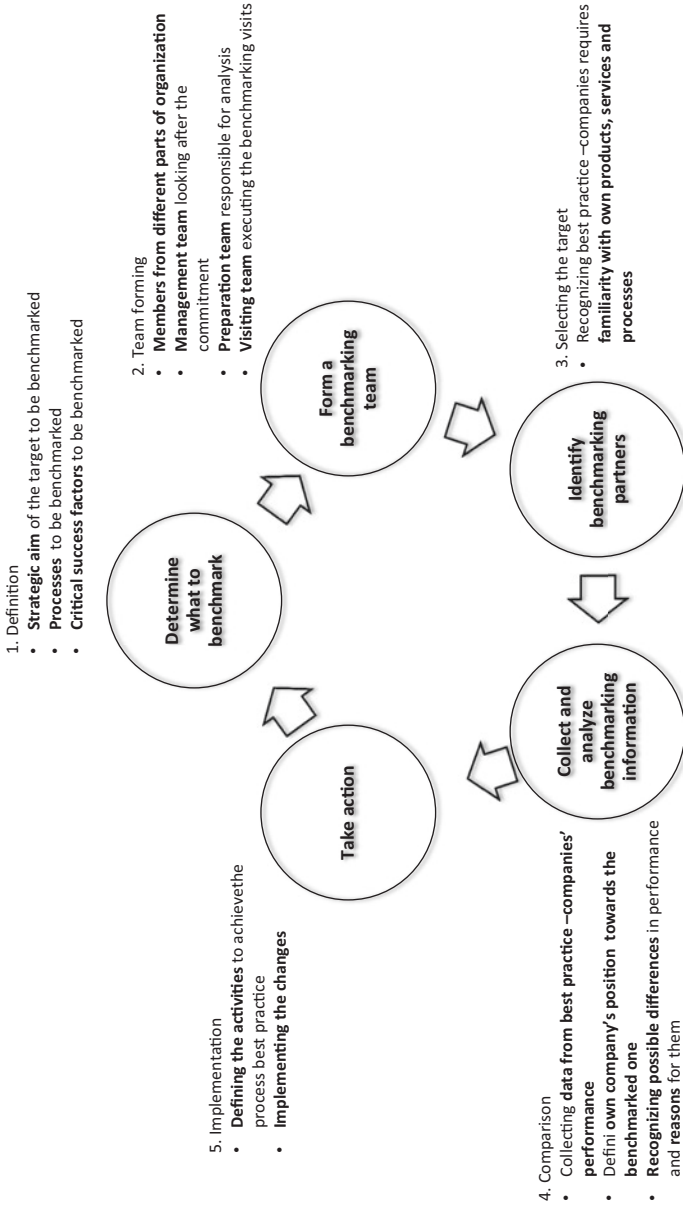 1. Definition
• Strategic aim of the target to be benchmarked
• Processes to be benchmarked
• Critical success factors to be benchmarked
Determine
what to
benchmark
2. Team forming
• Members from different parts of organization
• Management team looking after the
commitment
• Preparation team responsible for analysis
• Visiting team executing the benchmarking visits
Form a
benchmarking
team
3. Selecting the target
• Recognizing best practice –companies requires
familiarity with own products, services and
processes
Identify
benchmarking
partners
4. Comparison
• Collecting data from best practice –companies’
performance
• Defini own company’s position towards the
benchmarked one
• Recognizing possible differences in performance
and reasons for them
Collect and
analyze
benchmarking
information
5. Implementation
• Defining the activities to achievethe
process best practice
• Implementing the changes
Take action